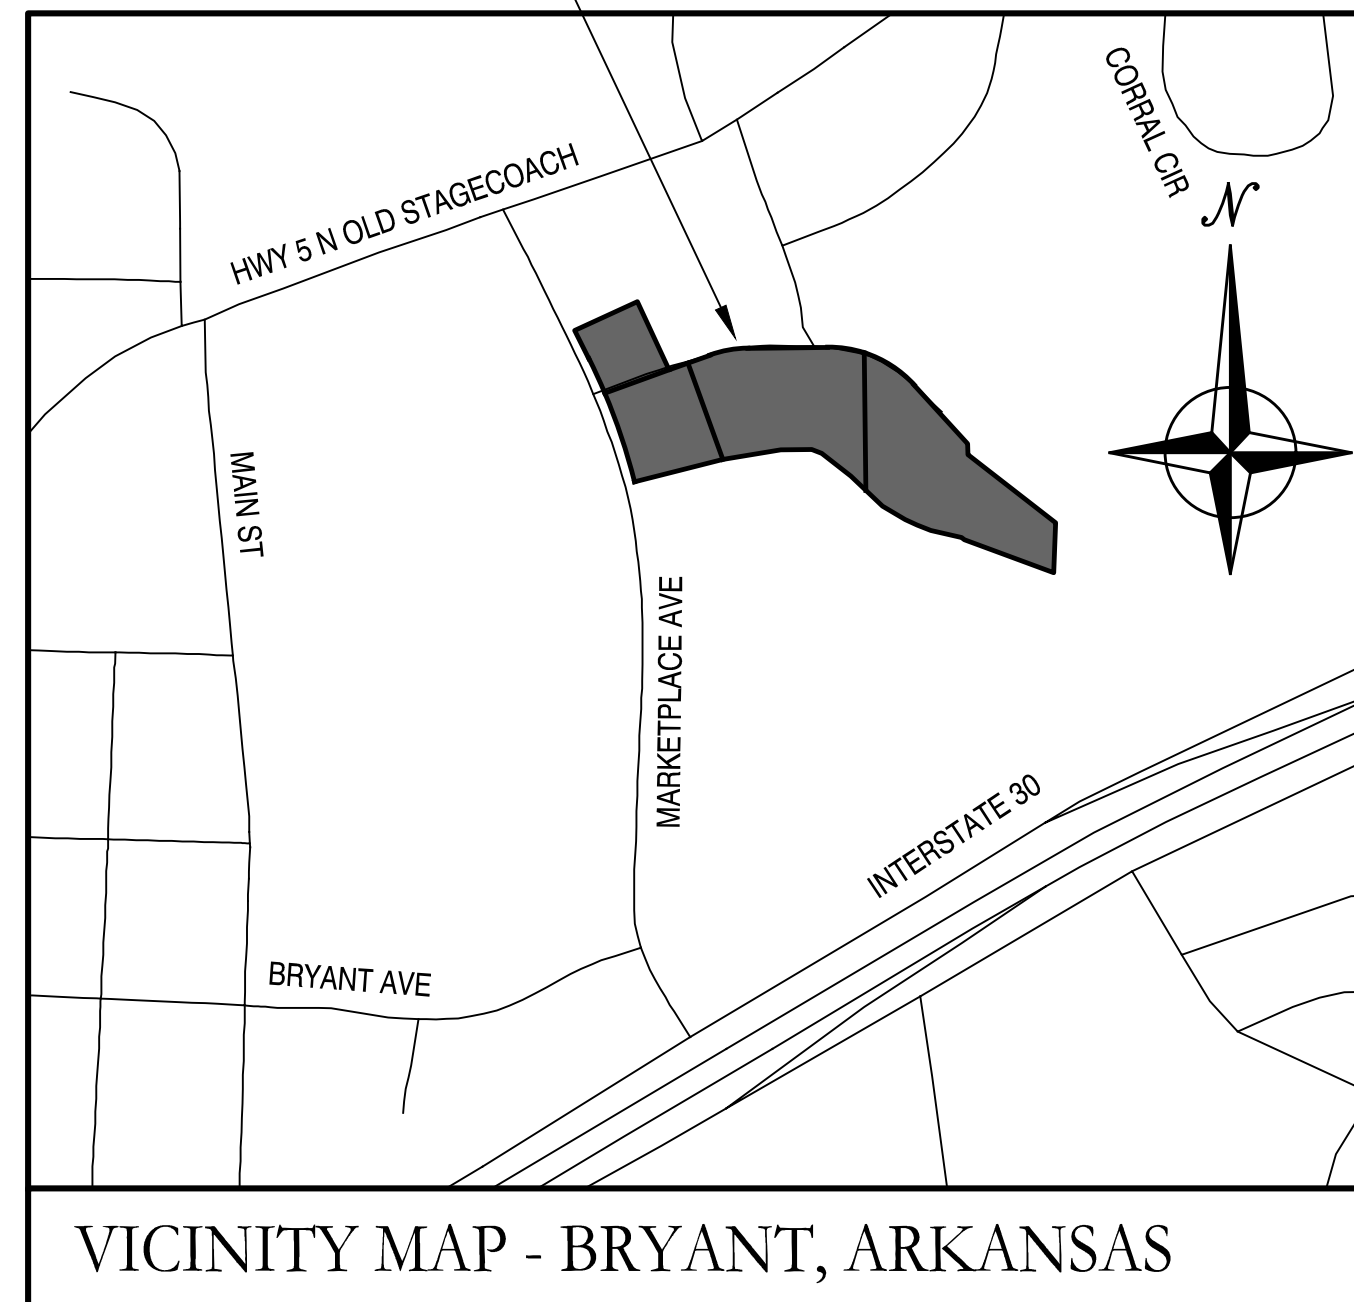 CORRAL CIR
N
HWY 5 N OLD STAGECOACH
MAIN ST
MARKETPLACE AVE
INTERSTATE 30
BRYANT AVE
VICINITY MAP - BRYANT, ARKANSAS